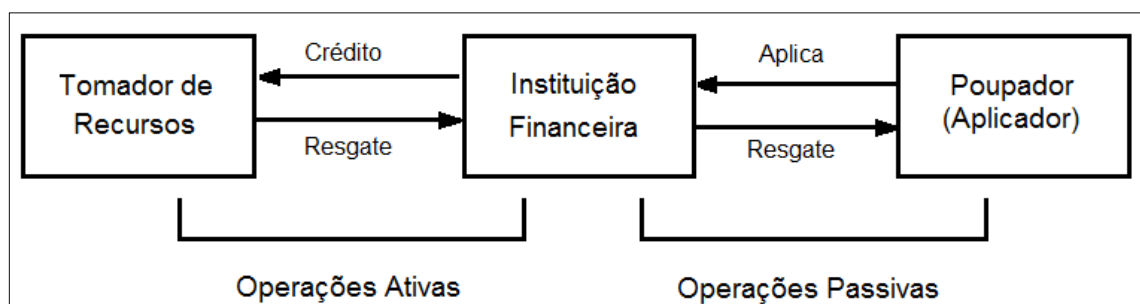 Tomador de
Recursos
Crédito
Resgate
Instituição
Financeira
Aplica
Resgate
Poupador
(Aplicador)
Operações Ativas
Operações Passivas